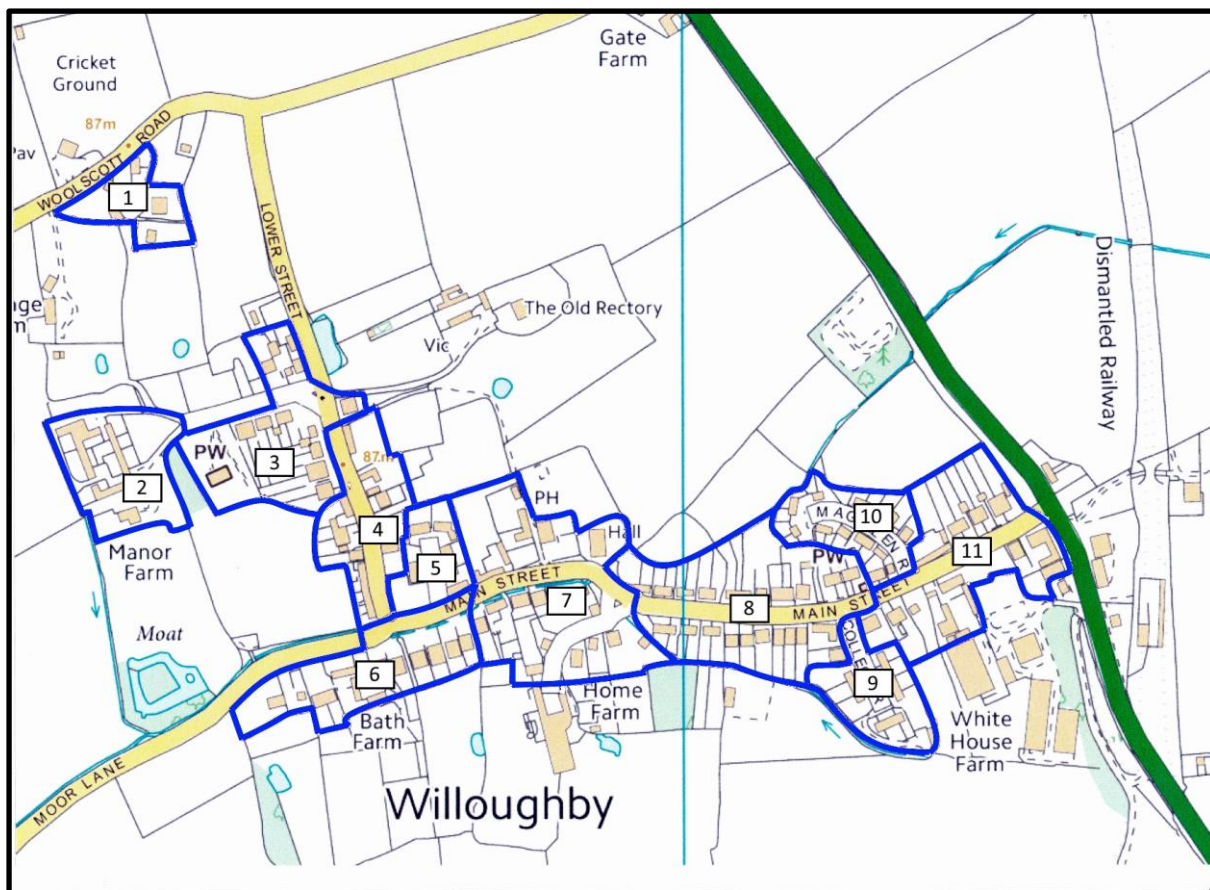 Gate
Farm
Cricket
Ground
87m
WOOLSCOTT ROAD
Pav
1
LOWER STREET
Dismantled Railway
The Old Rectory
Vic
PW
3
2
87m
PH
4
Hall
10
5
PW
11
Manor
Farm
MAIN STREET
7
8
MAIN STREET
Moat
6
9
Home
Farm
Bath
Farm
White
House
Farm
MOOR LANE
Willoughby